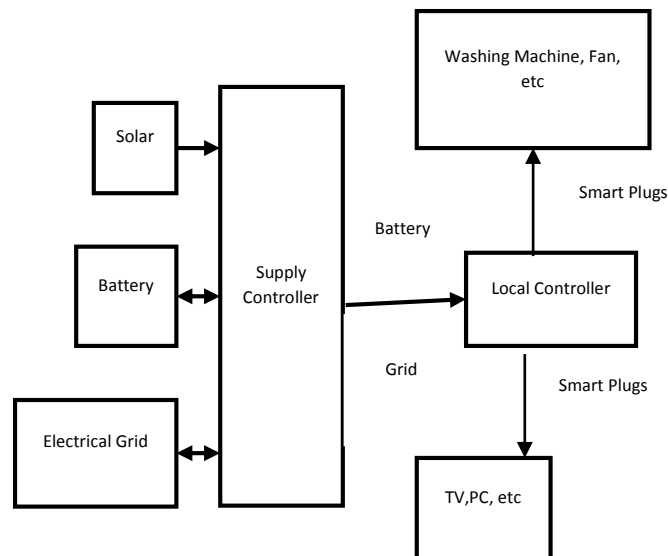 Washing Machine, Fan,
etc
Solar
Smart Plugs
Battery
Battery
Supply
Controller
Local Controller
Grid
Smart Plugs
Electrical Grid
TV,PC, etc